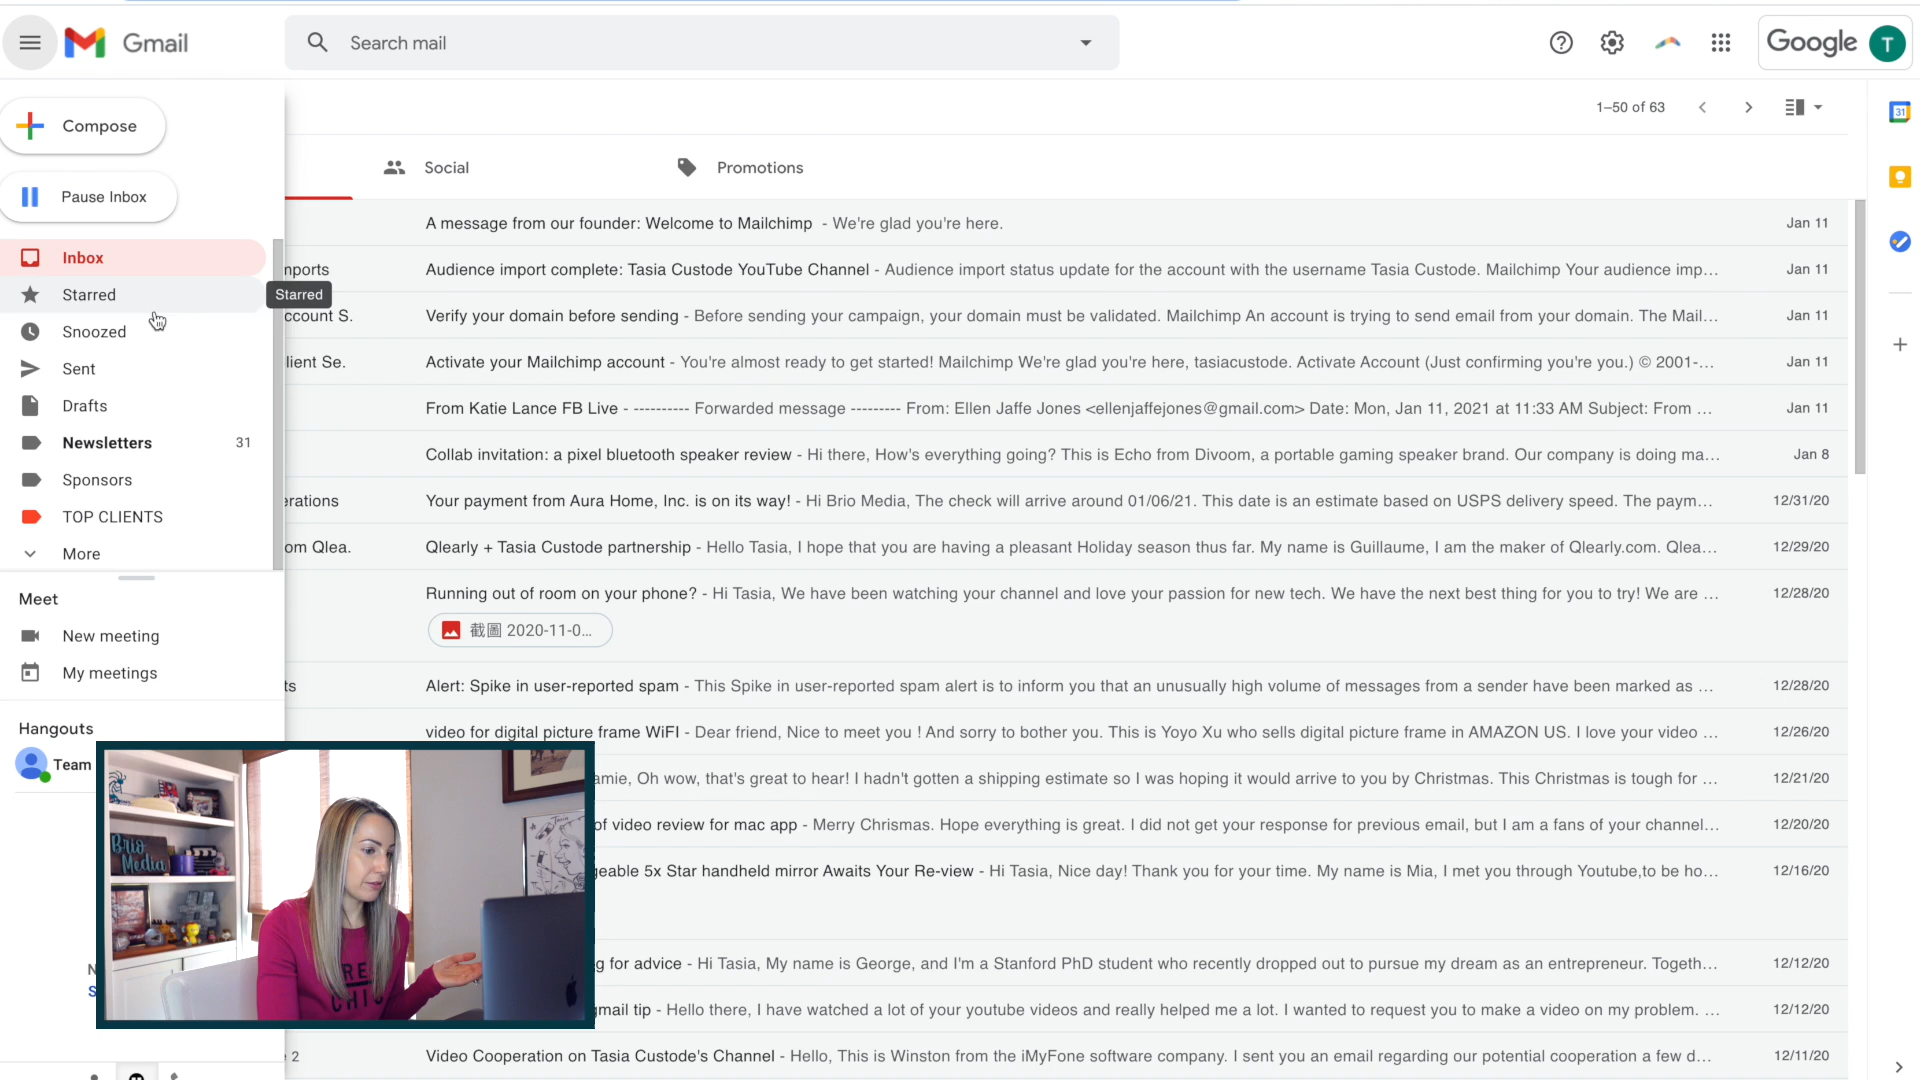 Gmail
Search mail
Google
T
Compose
1–50 of 63
31
Social
Promotions
Pause Inbox
Inbox
Starred
Starred
Snoozed
Sent
Drafts
Newsletters 31
Sponsors
TOP CLIENTS
More
Meet
New meeting
My meetings
Hangouts
Team
A message from our founder: Welcome to Mailchimp - We're glad you're here. Jan 11
Audience import complete: Tasia Custode YouTube Channel - Audience import status update for the account with the username Tasia Custode. Mailchimp Your audience imp... Jan 11
ccount S. Verify your domain before sending - Before sending your campaign, your domain must be validated. Mailchimp An account is trying to send email from your domain. The Mail... Jan 11
lient Se. Activate your Mailchimp account - You're almost ready to get started! Mailchimp We're glad you're here, tasiacustode. Activate Account (Just confirming you're you.) © 2001-... Jan 11
From Katie Lance FB Live - ---------- Forwarded message --------- From: Ellen Jaffe Jones <ellenjaffejones@gmail.com> Date: Mon, Jan 11, 2021 at 11:33 AM Subject: From ... Jan 11
Collab invitation: a pixel bluetooth speaker review - Hi there, How's everything going? This is Echo from Divoom, a portable gaming speaker brand. Our company is doing ma... Jan 8
erations Your payment from Aura Home, Inc. is on its way! - Hi Brio Media, The check will arrive around 01/06/21. This date is an estimate based on USPS delivery speed. The paym... 12/31/20
om Qlea. Qlearly + Tasia Custode partnership - Hello Tasia, I hope that you are having a pleasant Holiday season thus far. My name is Guillaume, I am the maker of Qlearly.com. Qlea... 12/29/20
Running out of room on your phone? - Hi Tasia, We have been watching your channel and love your passion for new tech. We have the next best thing for you to try! We are ... 12/28/20
截圖 2020-11-0...
ts Alert: Spike in user-reported spam - This Spike in user-reported spam alert is to inform you that an unusually high volume of messages from a sender have been marked as ... 12/28/20
video for digital picture frame WiFI - Dear friend, Nice to meet you ! And sorry to bother you. This is Yoyo Xu who sells digital picture frame in AMAZON US. I love your video ... 12/26/20
amie, Oh wow, that's great to hear! I hadn't gotten a shipping estimate so I was hoping it would arrive to you by Christmas. This Christmas is tough for ... 12/21/20
of video review for mac app - Merry Chrismas. Hope everything is great. I did not get your response for previous email, but I am a fans of your channel... 12/20/20
geable 5x Star handheld mirror Awaits Your Re-view - Hi Tasia, Nice day! Thank you for your time. My name is Mia, I met you through Youtube,to be ho... 12/16/20
g for advice - Hi Tasia, My name is George, and I'm a Stanford PhD student who recently dropped out to pursue my dream as an entrepreneur. Togeth... 12/12/20
gmail tip - Hello there, I have watched a lot of your youtube videos and really helped me a lot. I wanted to request you to make a video on my problem. ... 12/12/20
2 Video Cooperation on Tasia Custode's Channel - Hello, This is Winston from the iMyFone software company. I sent you an email regarding our potential cooperation a few d... 12/11/20
Brio
Media